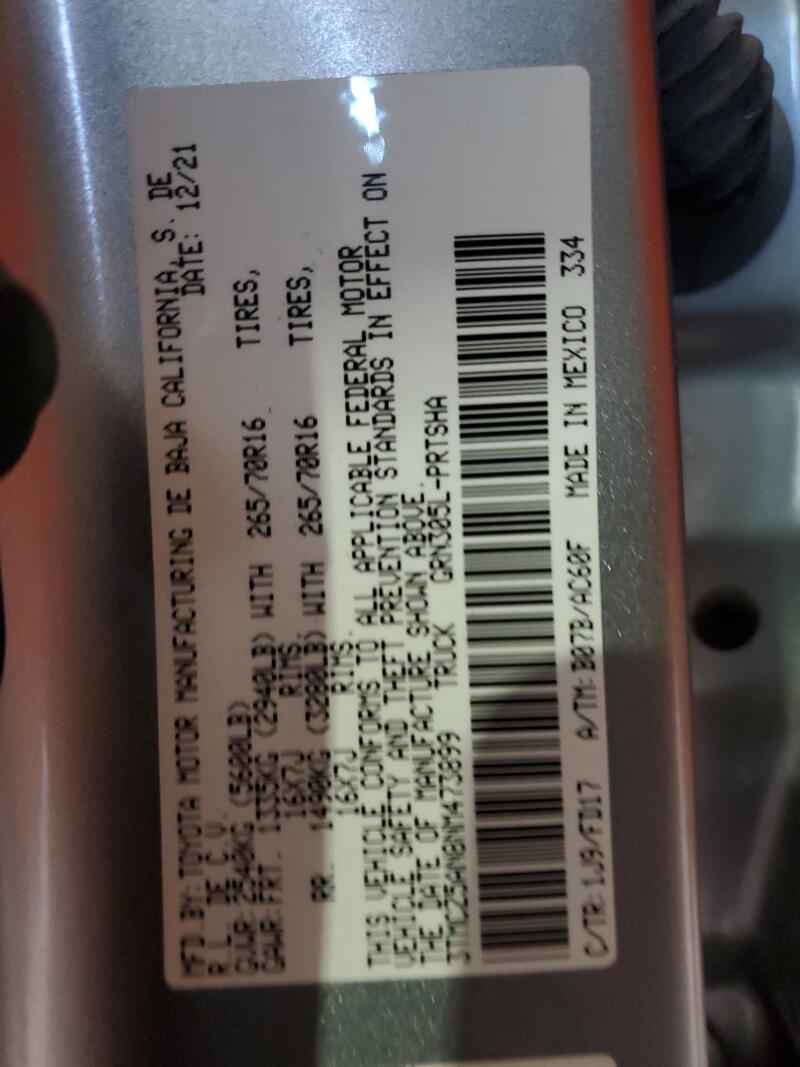 MFD.BY:TOYOTA MOTOR MANUFACTURING DE BAJA CALIFORNIA, S. DE
R.L. DE C.V. DATE: 12/21
GVWR:2540KG (5600LB)
GAWR:FRT. 1335KG (2940LB) WITH 265/70R16 TIRES,
16X7J RIMS.
RR. 1490KG (3280LB) WITH 265/70R16 TIRES,
16X7J RIMS.
THIS VEHICLE CONFORMS TO ALL APPLICABLE FEDERAL MOTOR
VEHICLE SAFETY AND THEFT PREVENTION STANDARDS IN EFFECT ON
THE DATE OF MANUFACTURE SHOWN ABOVE.
3TMCZ5AN8NM473899 TRUCK GRN305L-PRTSHA
C/TR:1J9/FD17 A/TM:B07B/AC60F MADE IN MEXICO 334